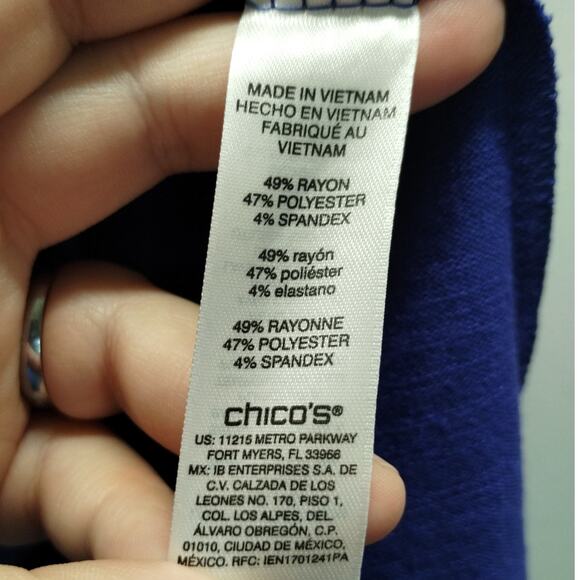 MADE IN VIETNAM
HECHO EN VIETNAM
FABRIQUÉ AU
VIETNAM
49% RAYON
47% POLYESTER
4% SPANDEX
49% rayón
47% poliéster
4% elastano
49% RAYONNE
47% POLYESTER
4% SPANDEX
chico's®
US: 11215 METRO PARKWAY
FORT MYERS, FL 33966
MX: IB ENTERPRISES S.A. DE
C.V. CALZADA DE LOS
LEONES NO. 170, PISO 1,
COL. LOS ALPES, DEL.
ÁLVARO OBREGÓN, C.P.
01010, CIUDAD DE MÉXICO,
MÉXICO. RFC: IEN1701241PA